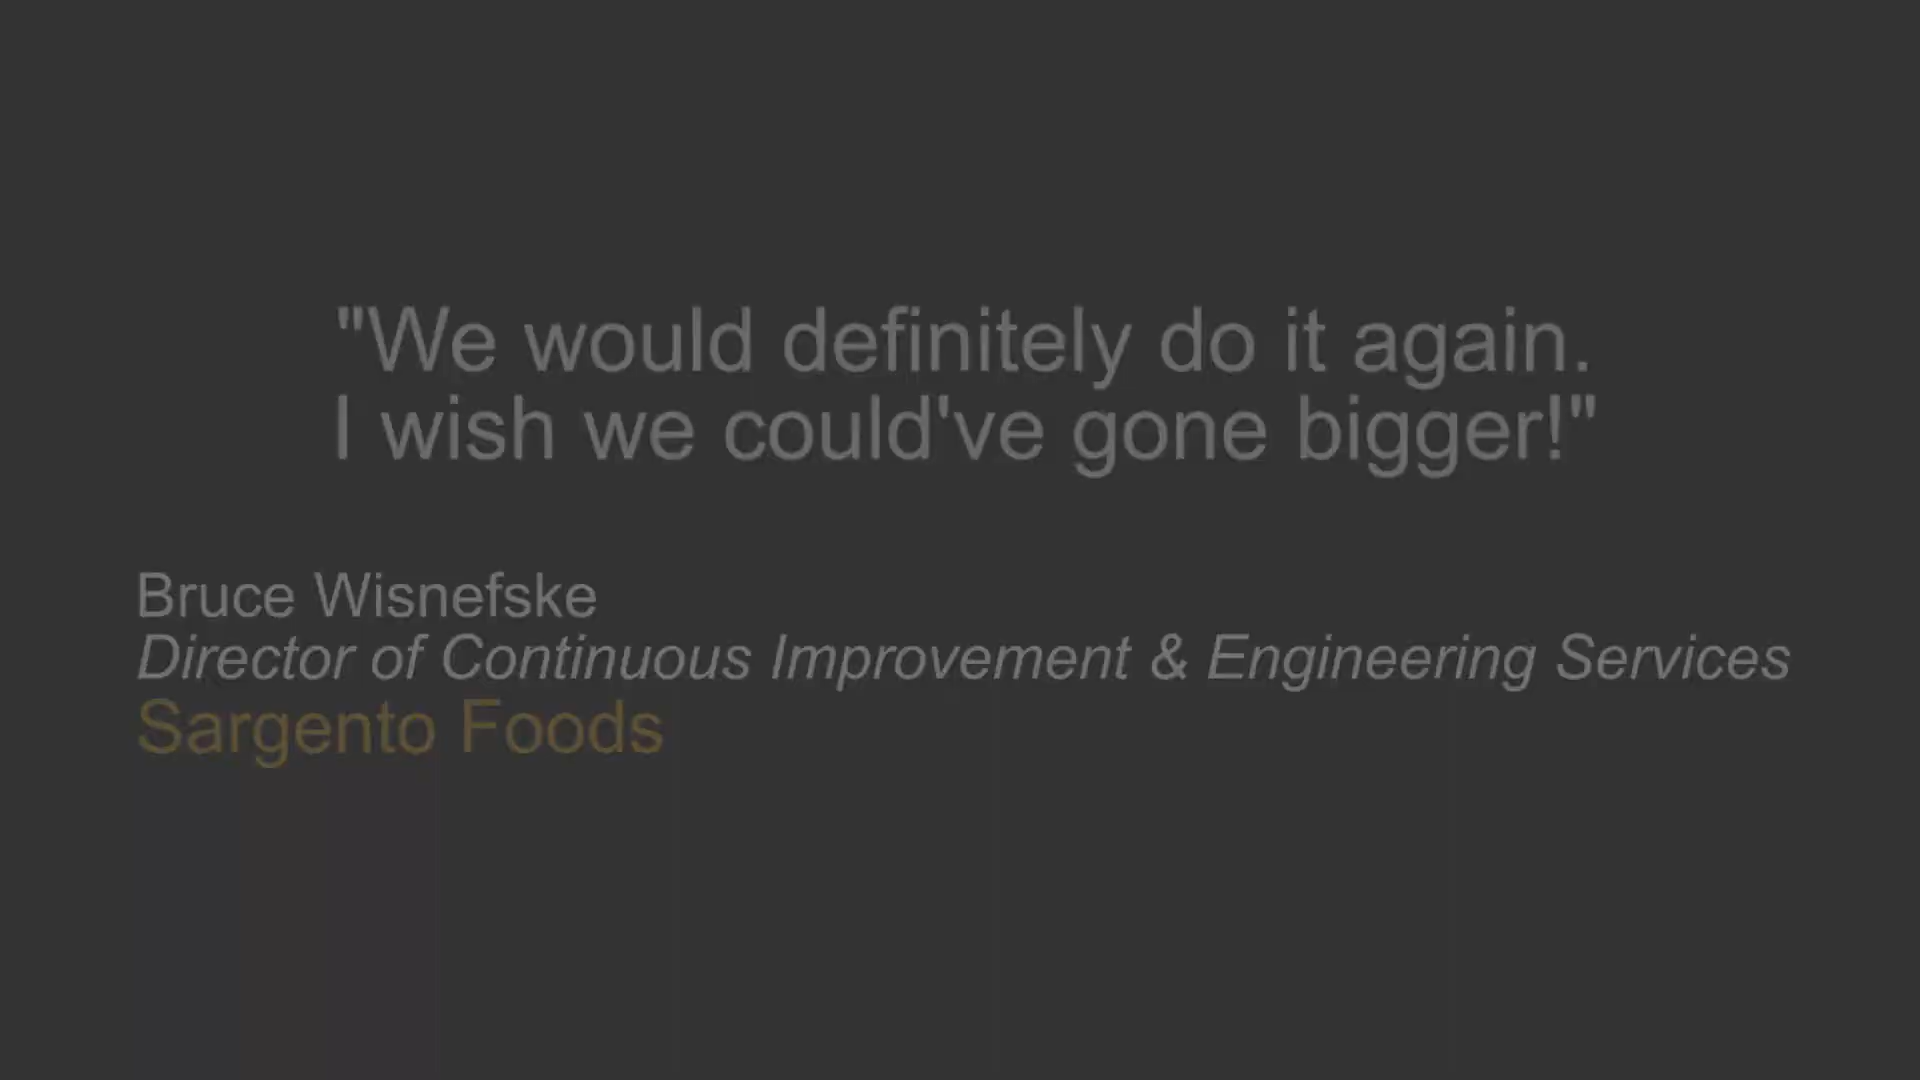 "We would definitely do it again.
I wish we could've gone bigger!"
Bruce Wisnefske
Director of Continuous Improvement & Engineering Services
Sargento Foods